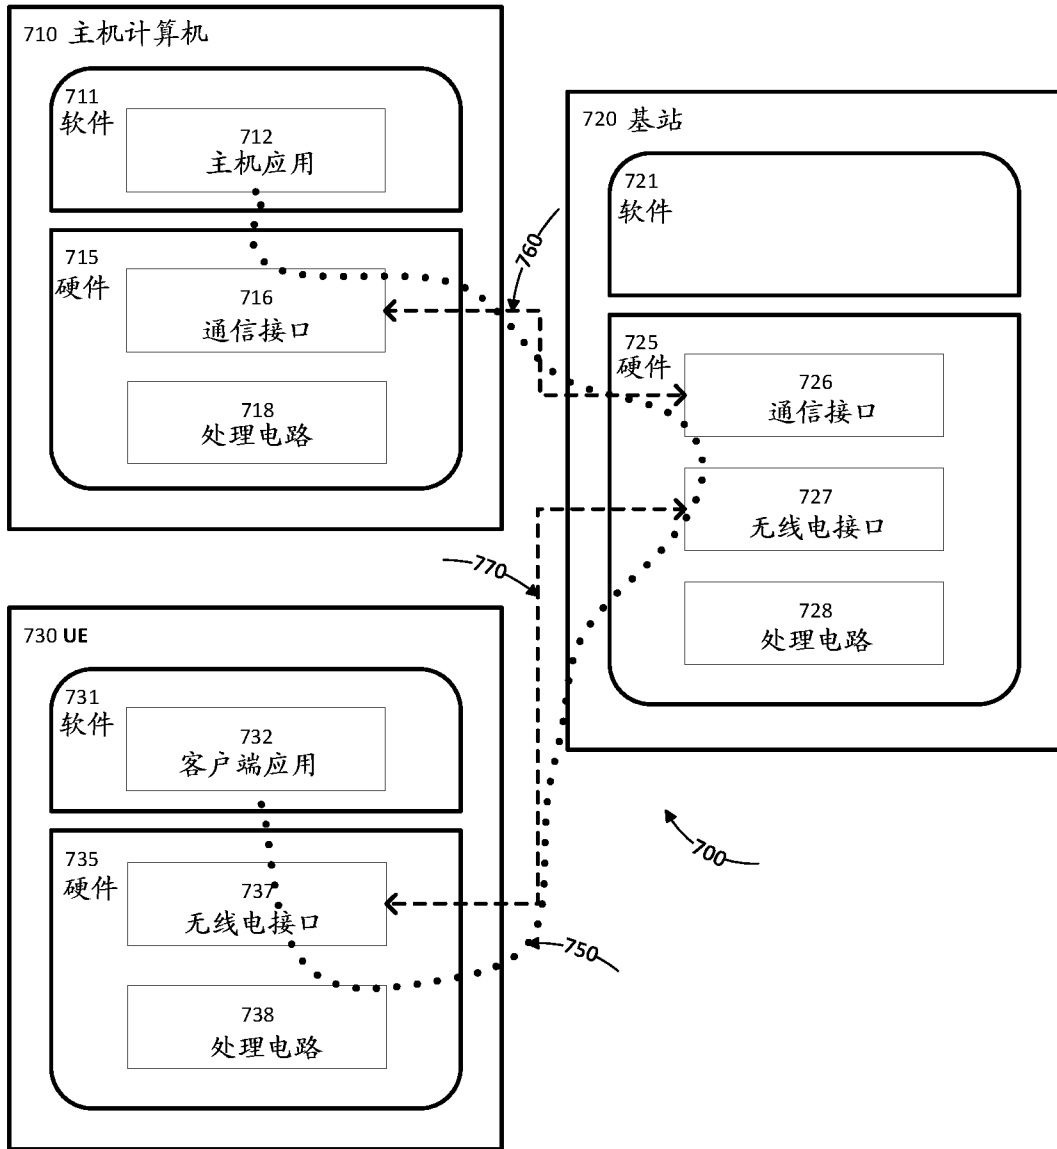 710 主机计算机
711
软件
712
主机应用
715
硬件
716
通信接口
718
处理电路
760
720 基站
721
软件
725
硬件
726
通信接口
727
无线电接口
728
处理电路
770
730 UE
731
软件
732
客户端应用
735
硬件
737
无线电接口
738
处理电路
750
700